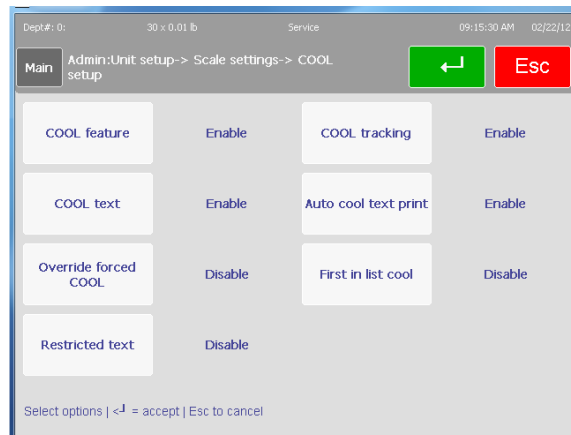 Dept#: 0: 30 x 0.01 lb Service 09:15:30 AM 02/22/12
Main Admin:Unit setup-> Scale settings-> COOL
setup
Esc
COOL feature Enable COOL tracking Enable
COOL text Enable Auto cool text print Enable
Override forced
COOL Disable First in list cool Disable
Restricted text Disable
Select options | <┘ = accept | Esc to cancel